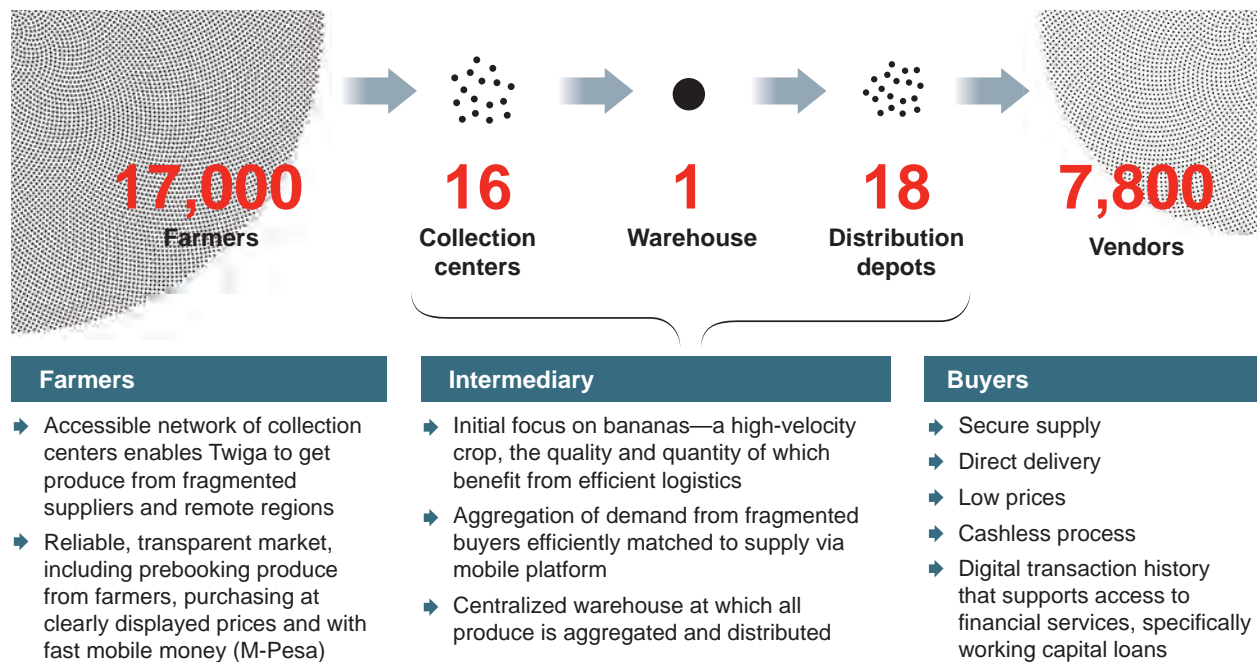 17,000
Farmers
16
Collection
centers
1
Warehouse
18
Distribution
depots
7,800
Vendors
Farmers
Accessible network of collection
centers enables Twiga to get
produce from fragmented
suppliers and remote regions
Reliable, transparent market,
including prebooking produce
from farmers, purchasing at
clearly displayed prices and with
fast mobile money (M-Pesa)
Intermediary
Initial focus on bananas—a high-velocity
crop, the quality and quantity of which
benefit from efficient logistics
Aggregation of demand from fragmented
buyers efficiently matched to supply via
mobile platform
Centralized warehouse at which all
produce is aggregated and distributed
Buyers
Secure supply
Direct delivery
Low prices
Cashless process
Digital transaction history
that supports access to
financial services, specifically
working capital loans